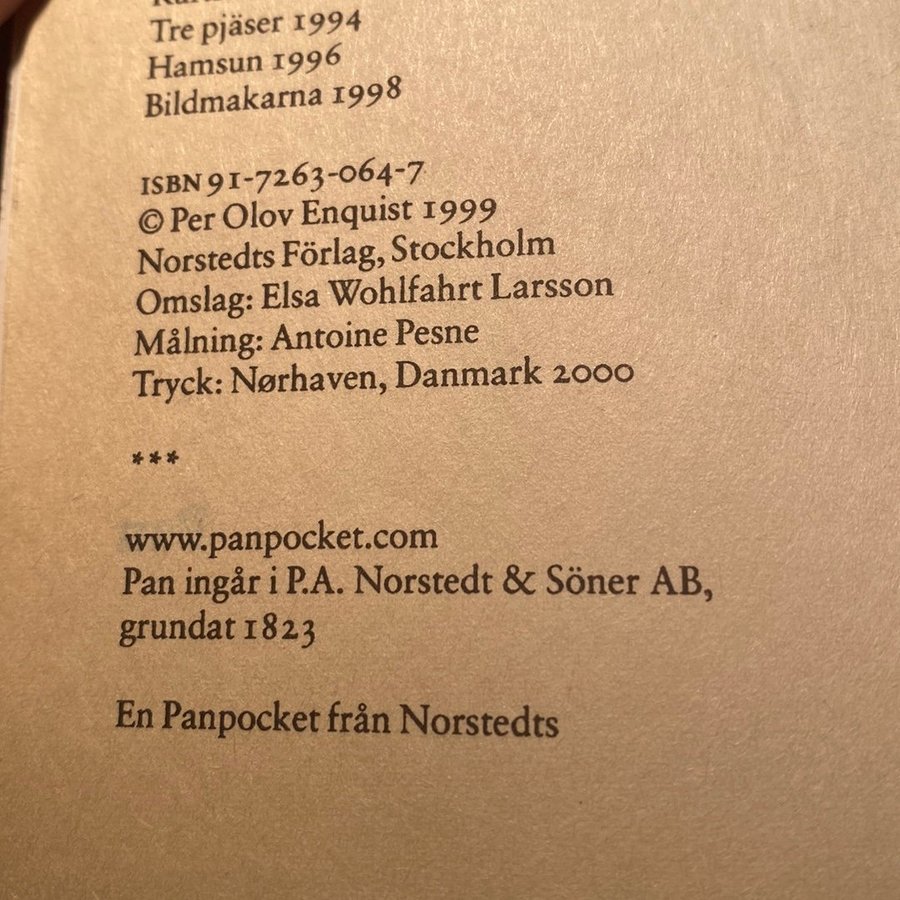 Tre pjäser 1994
Hamsun 1996
Bildmakarna 1998
ISBN 91-7263-064-7
© Per Olov Enquist 1999
Norstedts Förlag, Stockholm
Omslag: Elsa Wohlfahrt Larsson
Målning: Antoine Pesne
Tryck: Nørhaven, Danmark 2000
***
www.panpocket.com
Pan ingår i P.A. Norstedt & Söner AB,
grundat 1823
En Panpocket från Norstedts